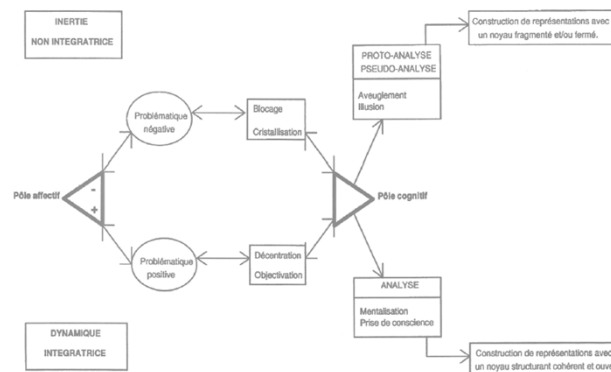 INERTIE
NON INTEGRATRICE
Construction de représentations avec
un noyau fragmenté et/ou fermé.
PROTO-ANALYSE
PSEUDO-ANALYSE
Aveuglement
Illusion
Problématique
négative
Blocage
Cristallisation
Pôle affectif
-
+
Pôle cognitif
Problématique
positive
Décentration
Objectivation
ANALYSE
Mentalisation
Prise de conscience
DYNAMIQUE
INTEGRATRICE
Construction de représentations avec
un noyau structurant cohérent et